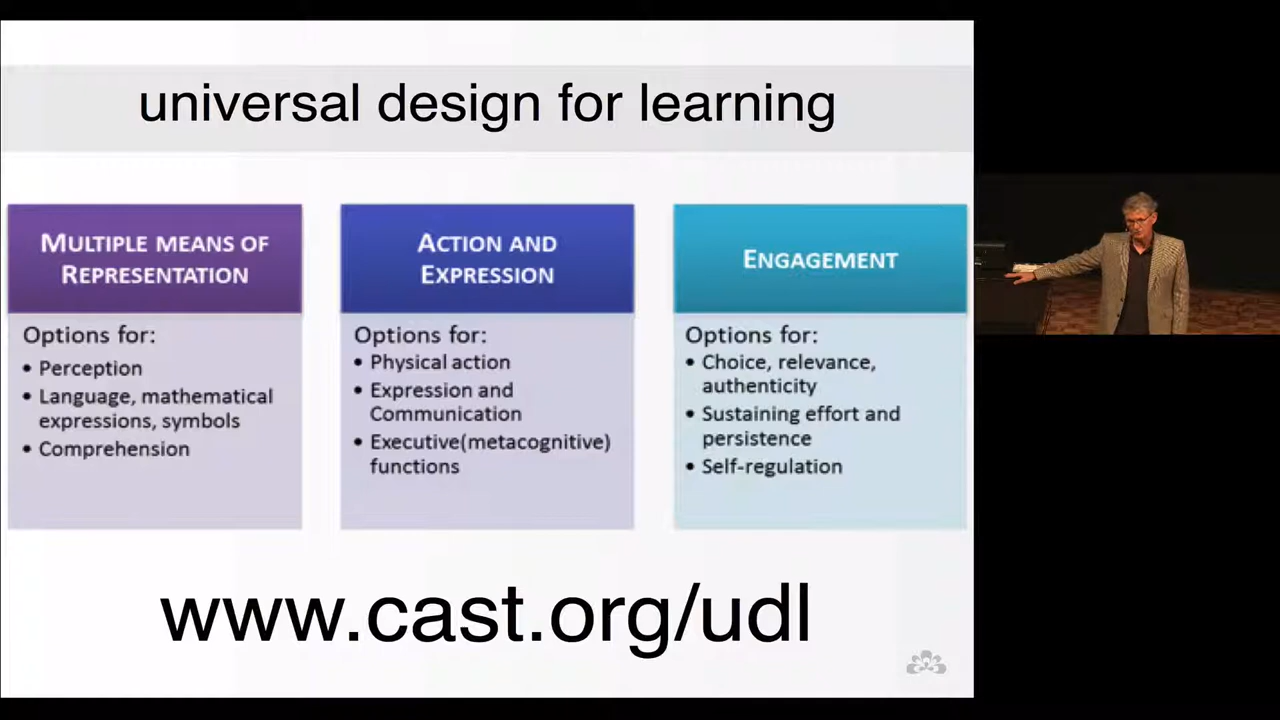 universal design for learning
MULTIPLE MEANS OF
REPRESENTATION
Options for:
• Perception
• Language, mathematical
expressions, symbols
• Comprehension
ACTION AND
EXPRESSION
Options for:
• Physical action
• Expression and
Communication
• Executive(metacognitive)
functions
ENGAGEMENT
Options for:
• Choice, relevance,
authenticity
• Sustaining effort and
persistence
• Self-regulation
www.cast.org/udl